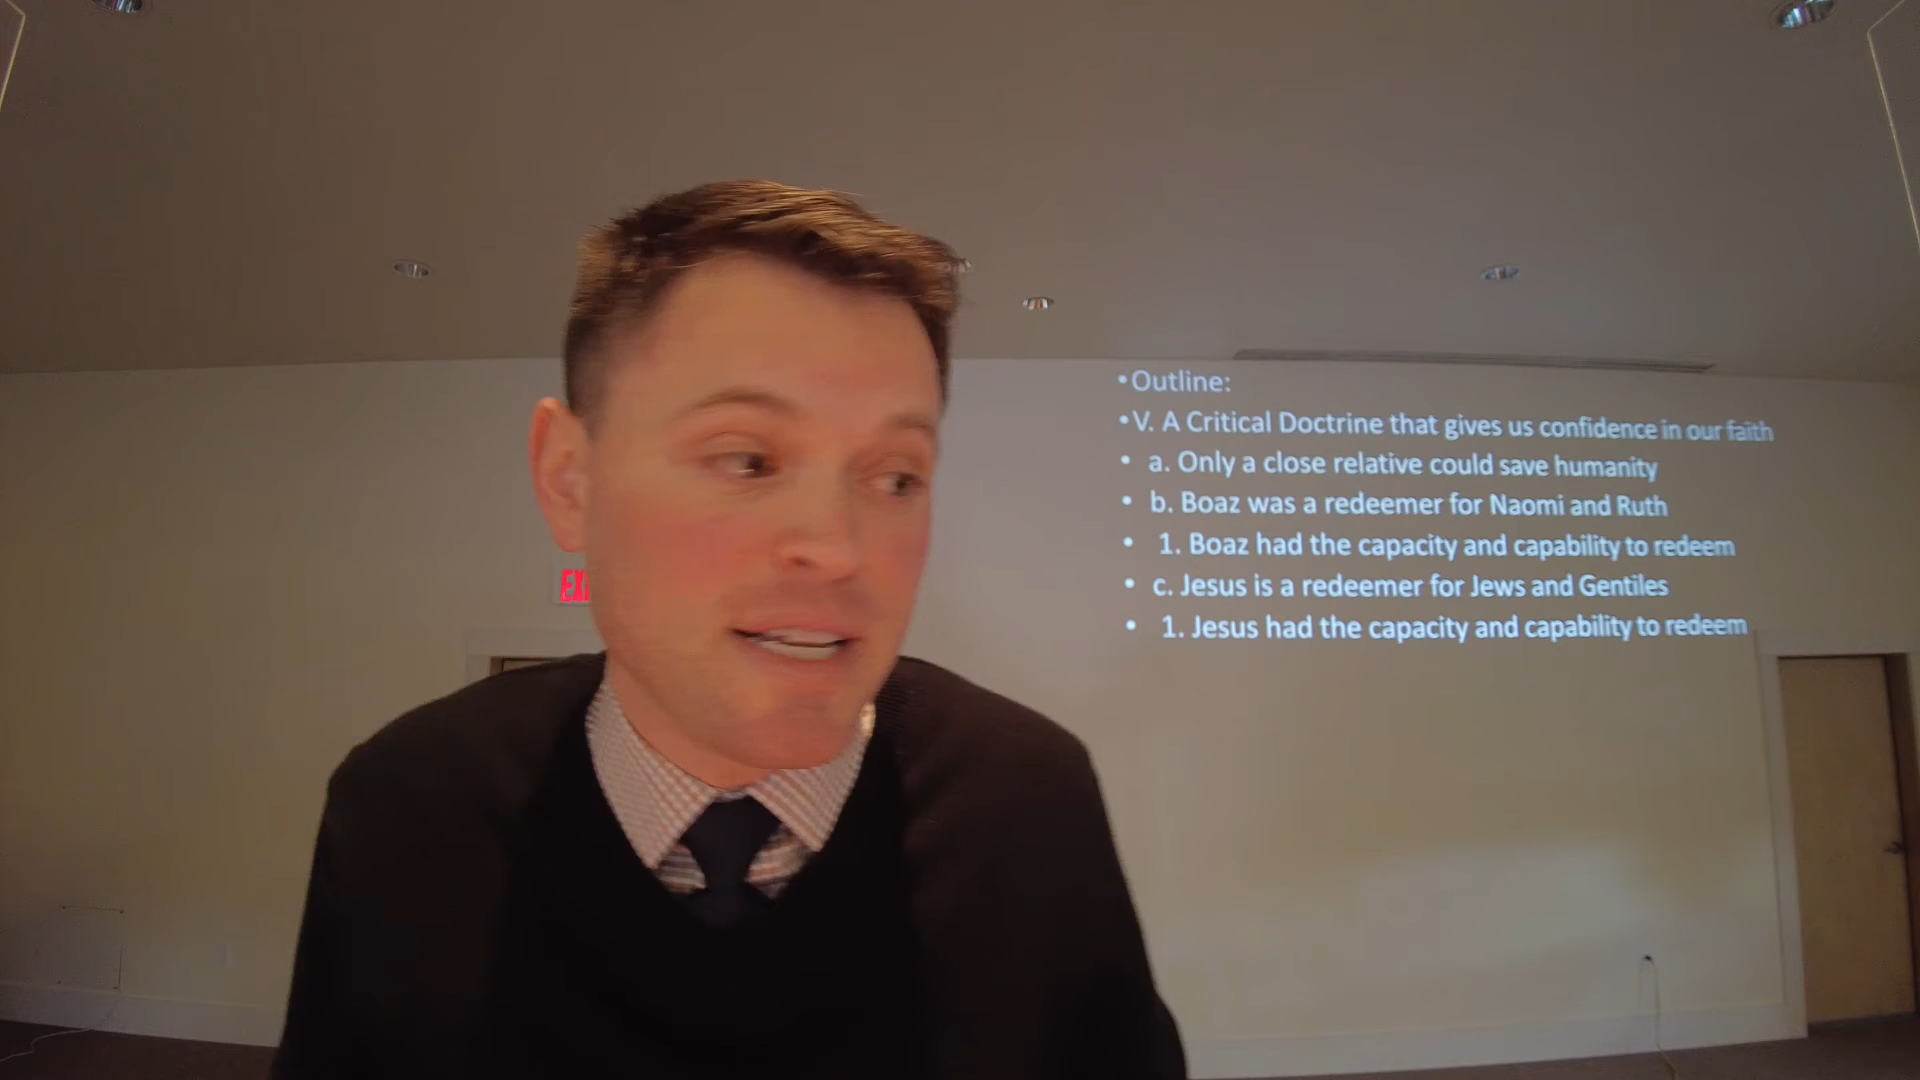 •Outline:
•V. A Critical Doctrine that gives us confidence in our faith
• a. Only a close relative could save humanity
• b. Boaz was a redeemer for Naomi and Ruth
• 1. Boaz had the capacity and capability to redeem
• c. Jesus is a redeemer for Jews and Gentiles
• 1. Jesus had the capacity and capability to redeem